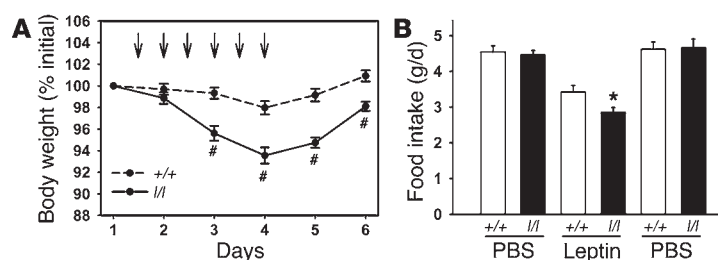 A
Body weight (% initial)
106
104
102
100
98
96
94
92
90
88
#
#
#
#
+/+
l/l
1 2 3 4 5 6
Days
B
Food intake (g/d)
5
4
3
2
1
0
*
+/+ l/l +/+ l/l +/+ l/l
PBS Leptin PBS